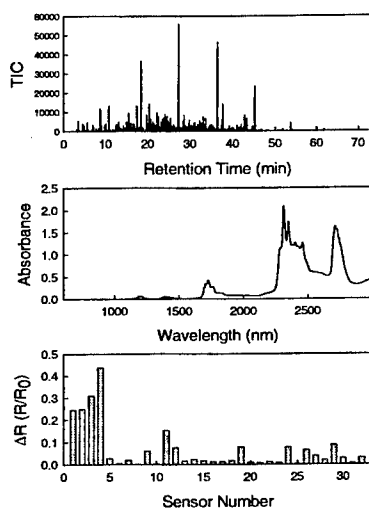 60000
50000
40000
30000
20000
10000
0
TIC
0 10 20 30 40 50 60 70
Retention Time (min)
2.5
2.0
1.5
1.0
0.5
0.0
Absorbance
1000 1500 2000 2500
Wavelength (nm)
0.5
0.4
0.3
0.2
0.1
0.0
ΔR (R/R0)
0 5 10 15 20 25 30
Sensor Number